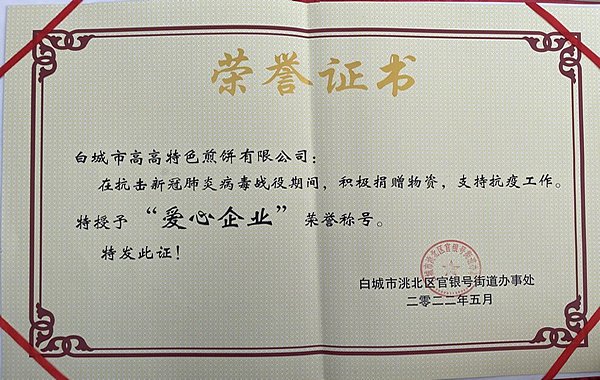 荣誉证书
白城市高高特色煎饼有限公司：
在抗击新冠肺炎病毒战役期间，积极捐赠物资，支持抗疫工作。
特授予“爱心企业”荣誉称号。
特发此证！
白城市洮北区官银号街道办事处
二零二二年五月